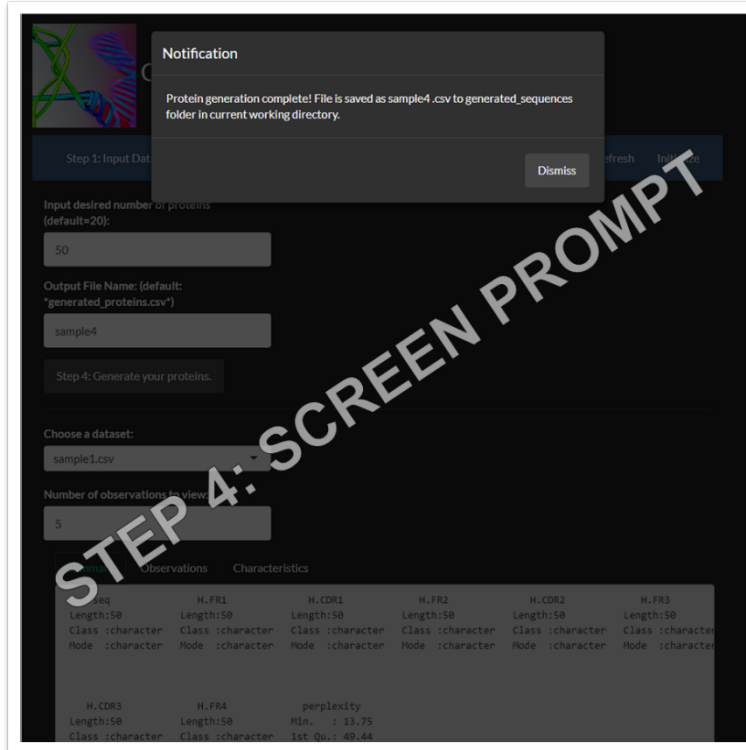 Notification
Protein generation complete! File is saved as sample4 .csv to generated_sequences
folder in current working directory.
Dismiss
Step 1: Input Dat
efresh
Initialize
Input desired number of proteins
(default=20):
50
Output File Name: (default:
"generated_proteins.csv")
sample4
Step 4: Generate your proteins.
Choose a dataset:
sample1.csv
Number of observations to view:
5
Observations Characteristics
STEP 4: SCREEN PROMPT
seq H.FR1 H.CDR1 H.FR2 H.CDR2 H.FR3
Length:50 Length:50 Length:50 Length:50 Length:50 Length:50
Class :character Class :character Class :character Class :character Class :character Class :character
Mode :character Mode :character Mode :character Mode :character Mode :character Mode :character
H.CDR3 H.FR4 perplexity
Length:50 Length:50 Min. : 13.75
Class :character Class :character 1st Qu.: 49.44